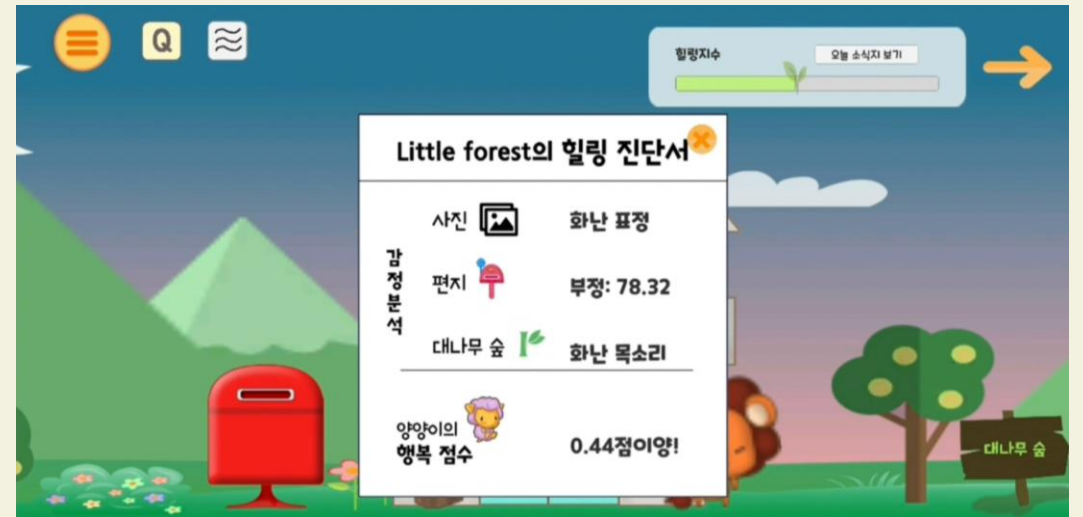 Q
힐링지수
오늘 소식지 보기
Little forest의 힐링 진단서
감정분석
사진
화난 표정
편지
부정: 78.32
대나무 숲
화난 목소리
양양이의
행복 점수
0.44점이양!
대나무 숲